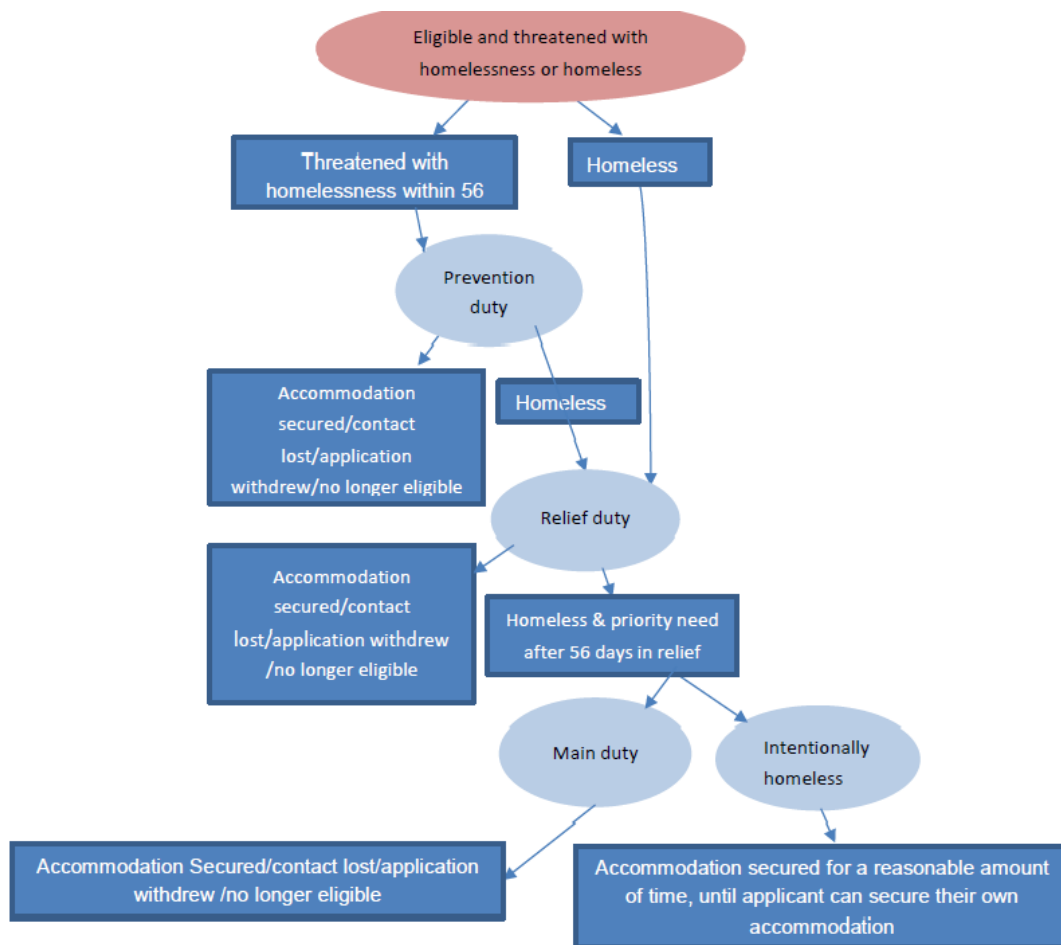 Eligible and threatened with
homelessness or homeless
Threatened with
homelessness within 56
Homeless
Prevention
duty
Accommodation
secured/contact
lost/application
withdrew/no longer eligible
Homeless
Relief duty
Accommodation
secured/contact
lost/application withdrew
/no longer eligible
Homeless & priority need
after 56 days in relief
Main duty
Intentionally
homeless
Accommodation Secured/contact lost/application
withdrew /no longer eligible
Accommodation secured for a reasonable amount
of time, until applicant can secure their own
accommodation